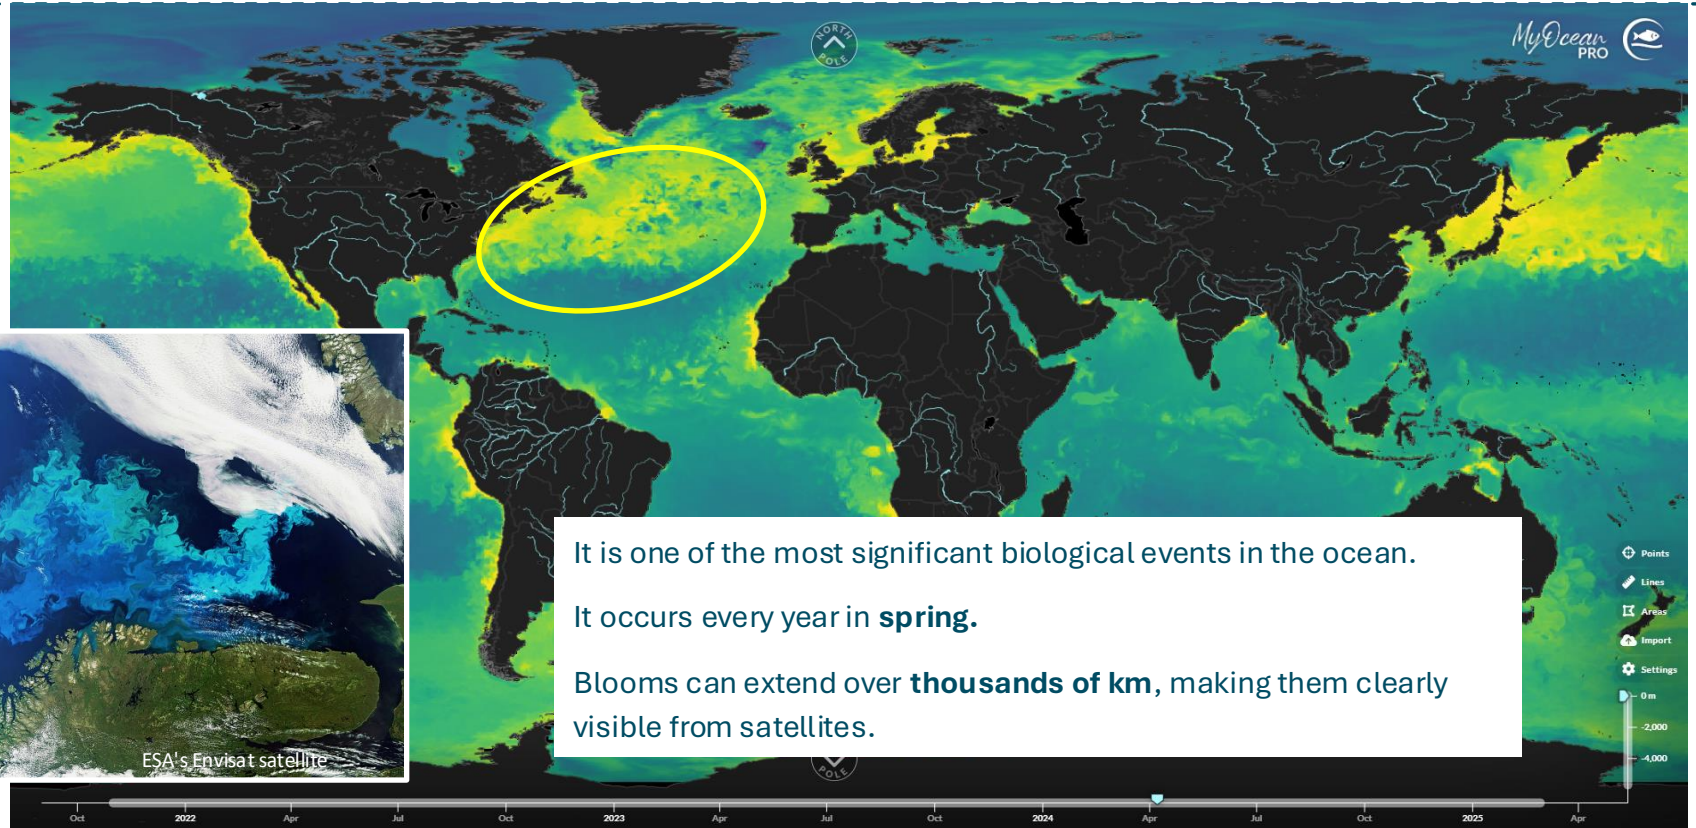 NORTH
POLE
MyOcean
PRO
It is one of the most significant biological events in the ocean.
It occurs every year in spring.
Blooms can extend over thousands of km, making them clearly
visible from satellites.
ESA's Envisat satellite
Points
Lines
Areas
Import
Settings
0 m
-2,000
-4,000
POLE
Oct
2022
Apr
Jul
Oct
2023
Apr
Jul
Oct
2024
Apr
Jul
Oct
2025
Apr